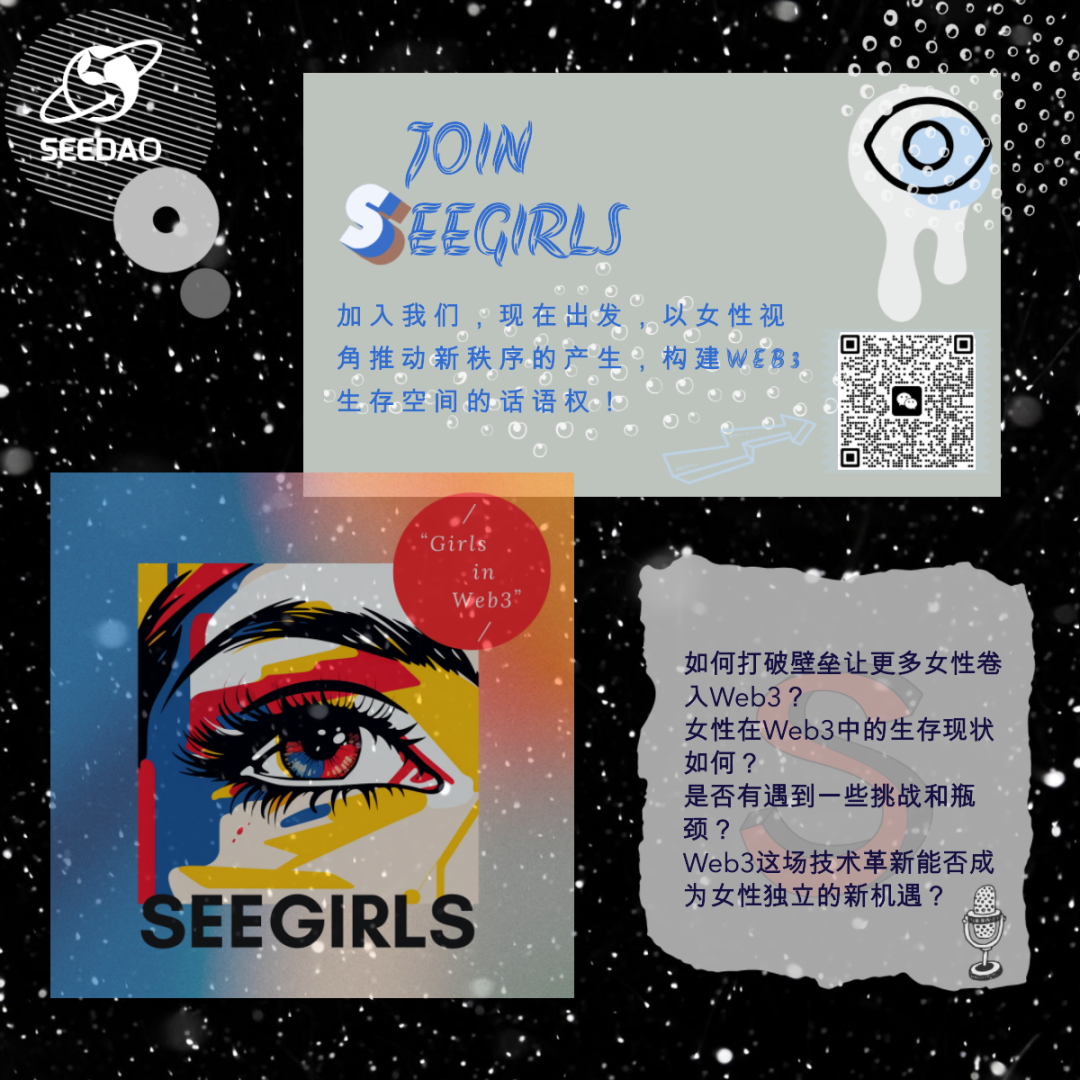 SEEDAO
JOIN
SEEGIRLS
加入我们，现在出发，以女性视
角推动新秩序的产生，构建WEB3
生存空间的话语权！
“Girls
in
Web3”
SEEGIRLS
如何打破壁垒让更多女性卷
入Web3？
女性在Web3中的生存现状
如何？
是否有遇到一些挑战和瓶
颈？
Web3这场技术革新能否成
为女性独立的新机遇？
S